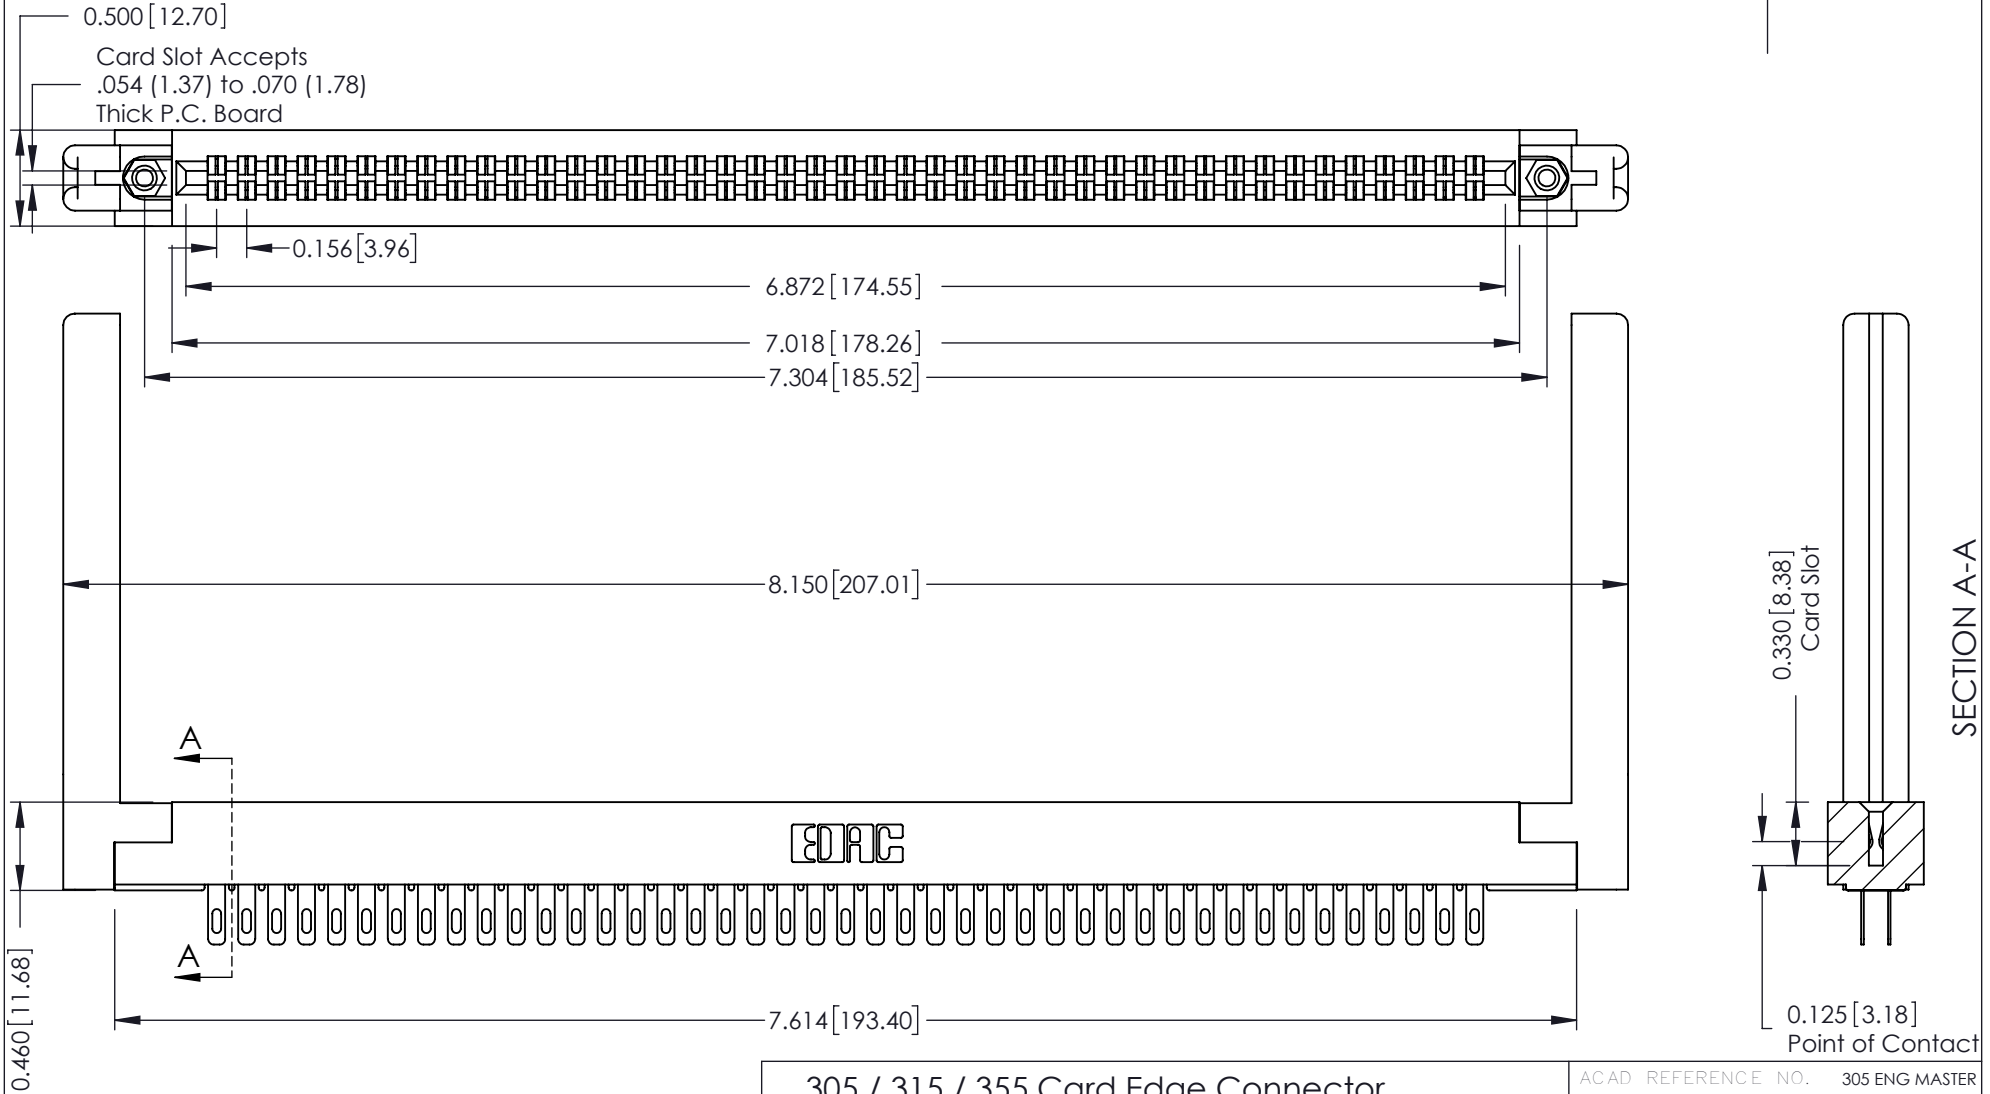 0.500[12.70]
Card Slot Accepts
.054 (1.37) to .070 (1.78)
Thick P.C. Board
0.156[3.96]
6.872[174.55]
7.018[178.26]
7.304[185.52]
8.150[207.01]
0.330[8.38]
Card Slot
SECTION A-A
A
EDAC
A
0.460[11.68]
7.614[193.40]
0.125[3.18]
Point of Contact
305 / 315 / 355 Card Edge Connector
ACAD REFERENCE NO. 305 ENG MASTER